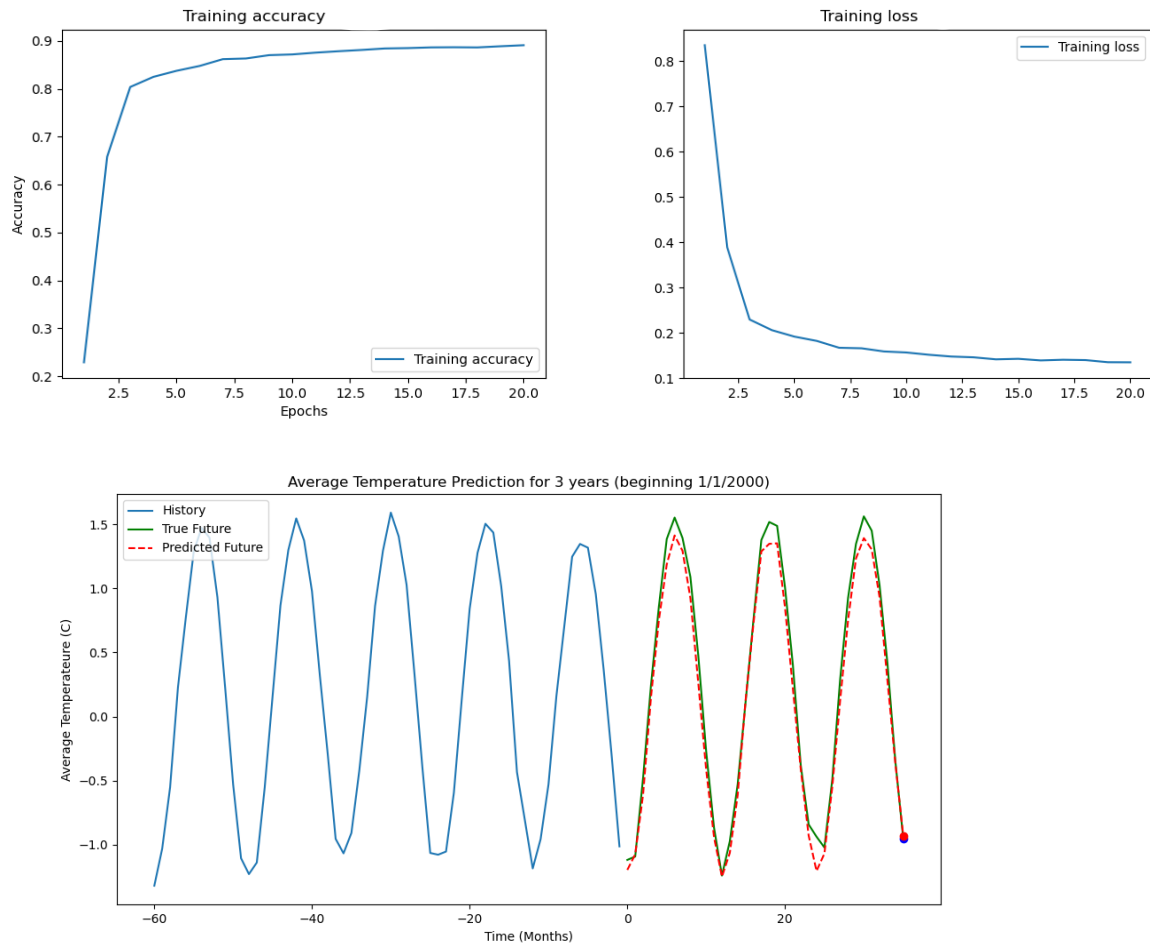 Training accuracy
0.9
0.8
0.7
0.6
0.5
0.4
0.3
0.2
Accuracy
Training accuracy
2.5 5.0 7.5 10.0 12.5 15.0 17.5 20.0
Epochs
Training loss
Training loss
0.8
0.7
0.6
0.5
0.4
0.3
0.2
0.1
2.5 5.0 7.5 10.0 12.5 15.0 17.5 20.0
Average Temperature Prediction for 3 years (beginning 1/1/2000)
History
True Future
Predicted Future
1.5
1.0
0.5
0.0
−0.5
−1.0
Average Temperateure (C)
−60 −40 −20 0 20
Time (Months)